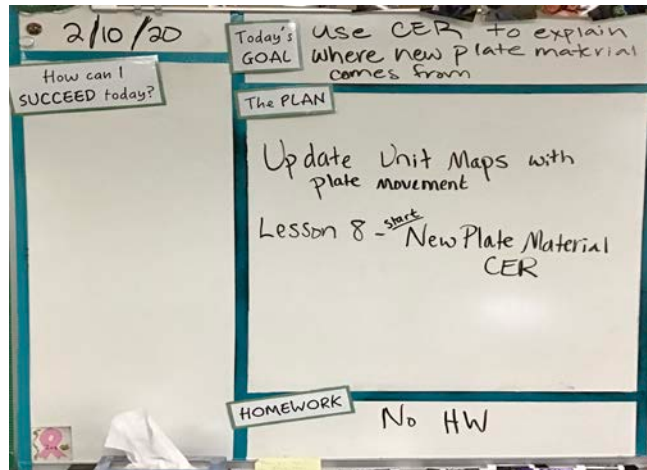 2/10/20
How can I
SUCCEED today?
Today's
GOAL
Use CER to explain
where new plate material
comes from
The PLAN
Update Unit Maps with
plate movement
Lesson 8 - start New Plate Material
CER
HOMEWORK
No HW